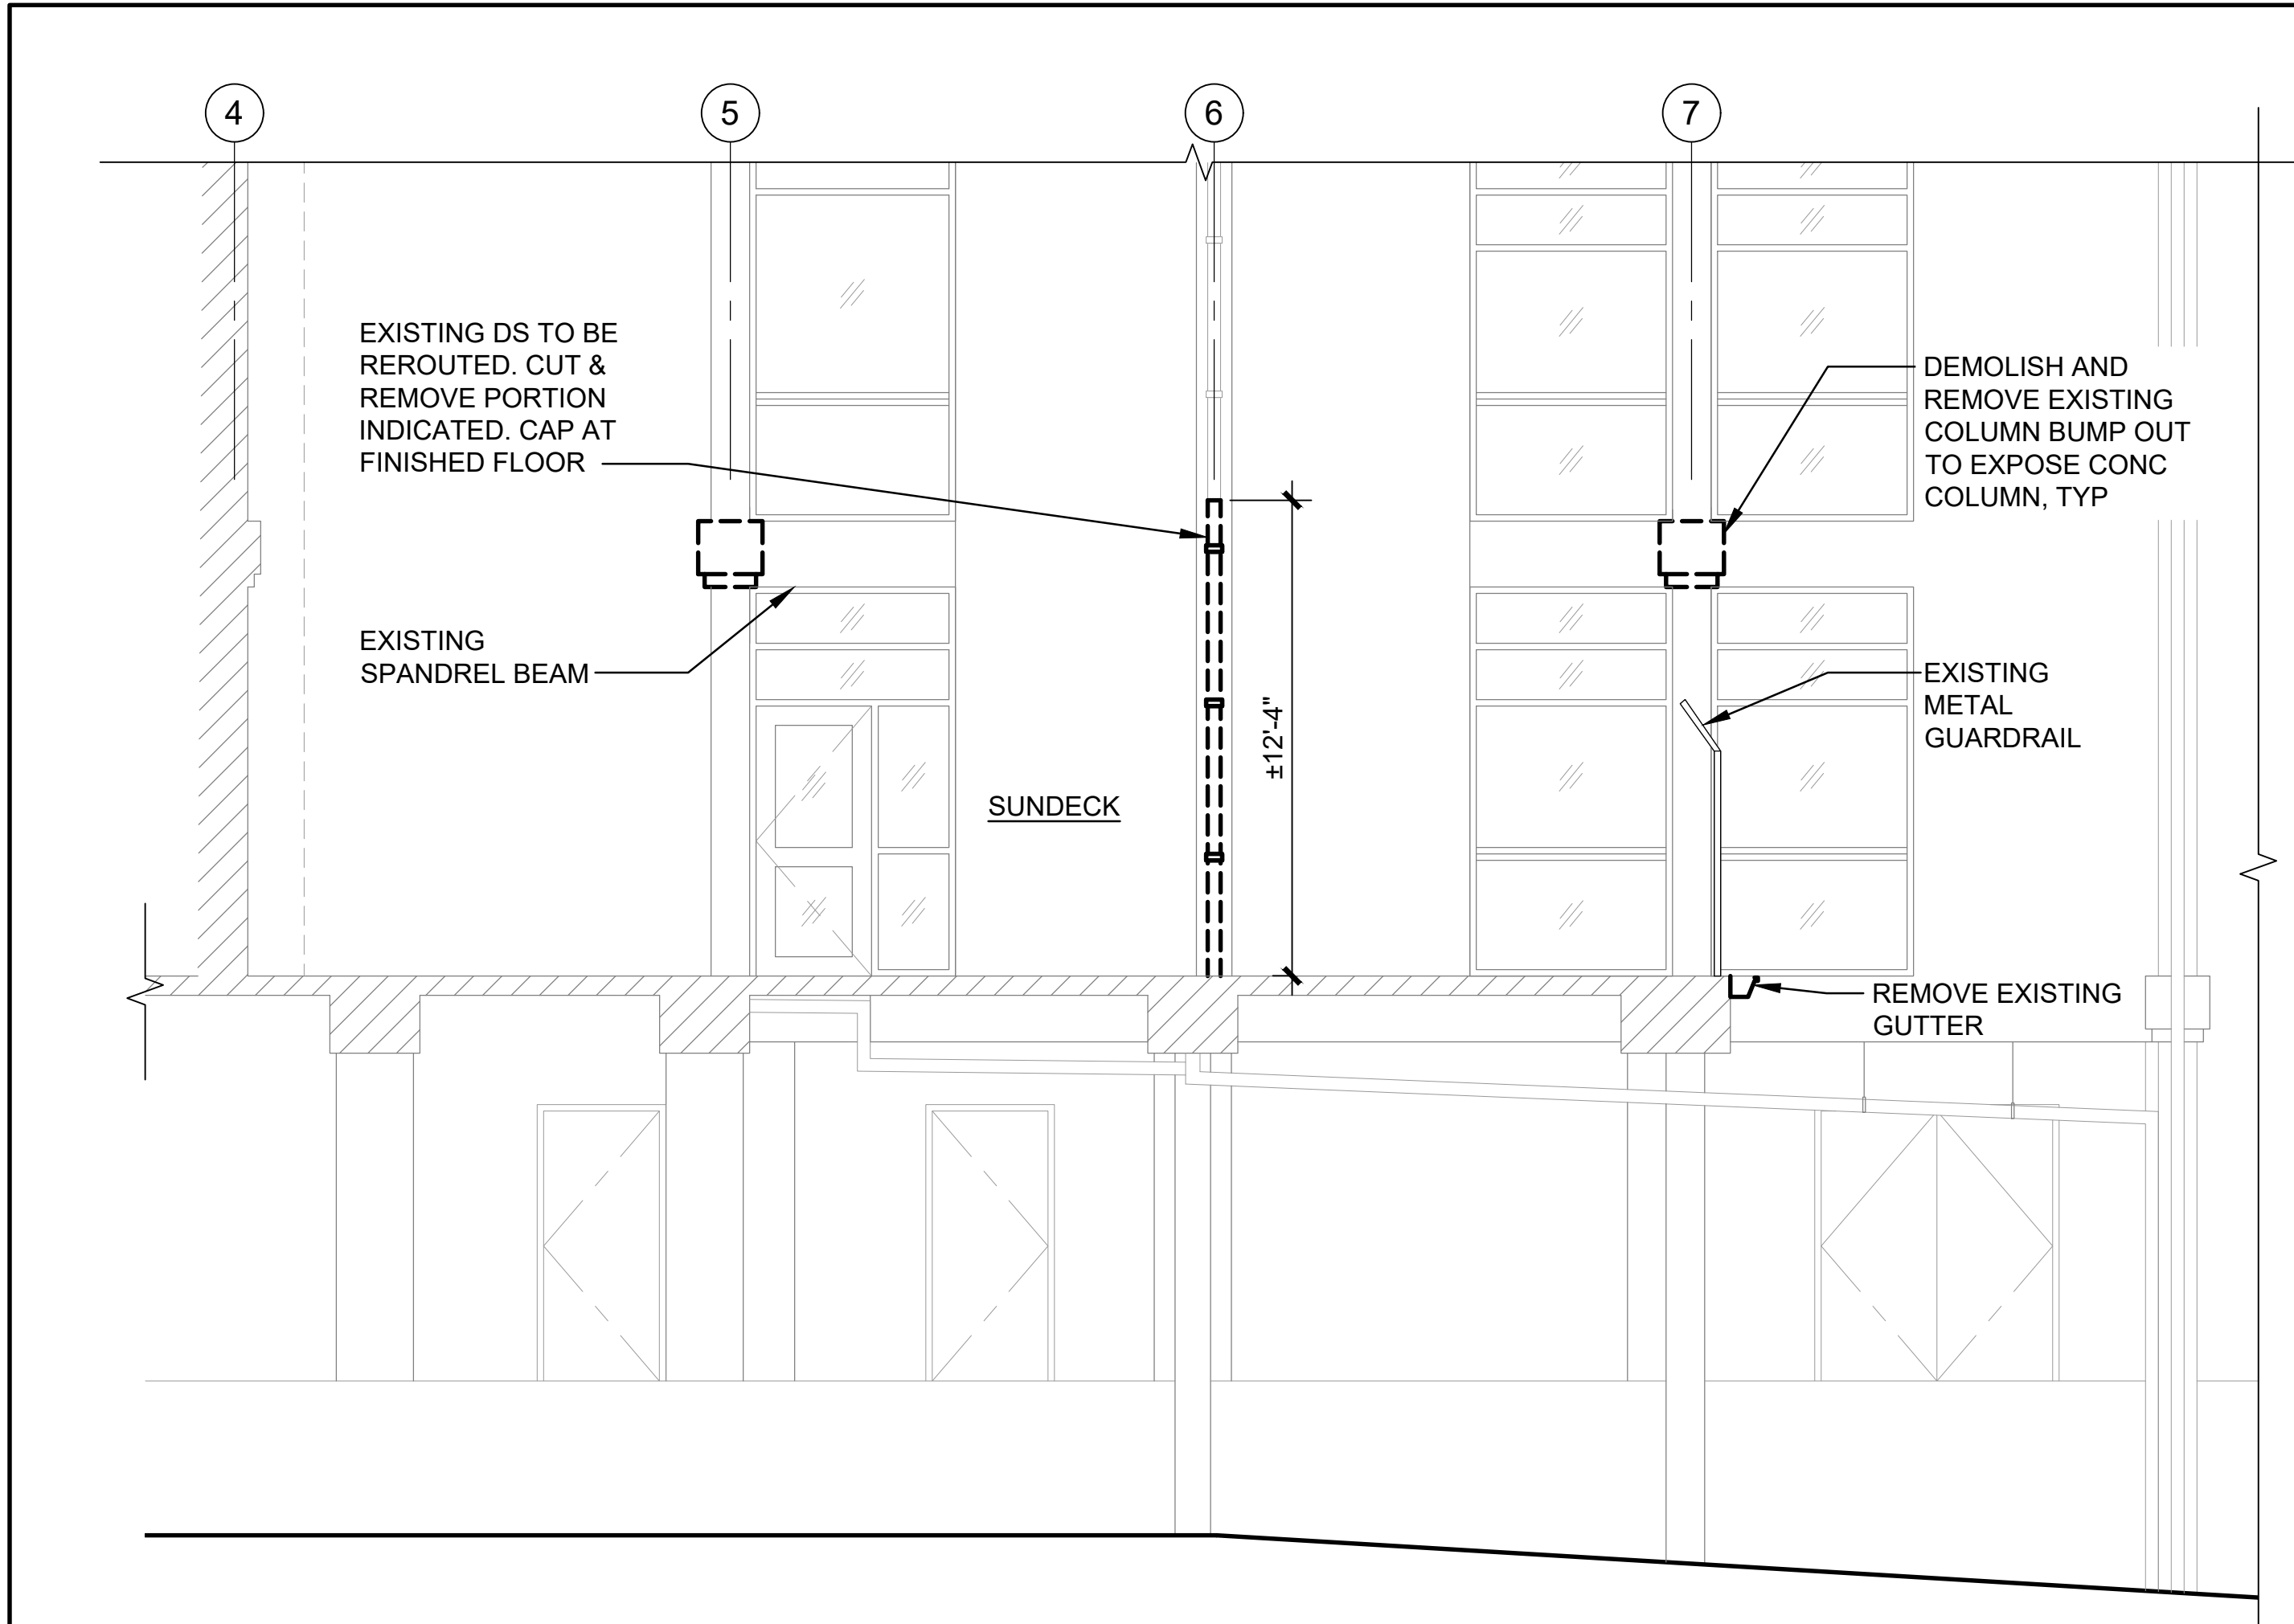 4
5
6
7
EXISTING DS TO BE
REROUTED. CUT &
REMOVE PORTION
INDICATED. CAP AT
FINISHED FLOOR
DEMOLISH AND
REMOVE EXISTING
COLUMN BUMP OUT
TO EXPOSE CONC
COLUMN, TYP
EXISTING
SPANDREL BEAM
EXISTING
METAL
GUARDRAIL
±12'-4"
SUNDECK
REMOVE EXISTING
GUTTER